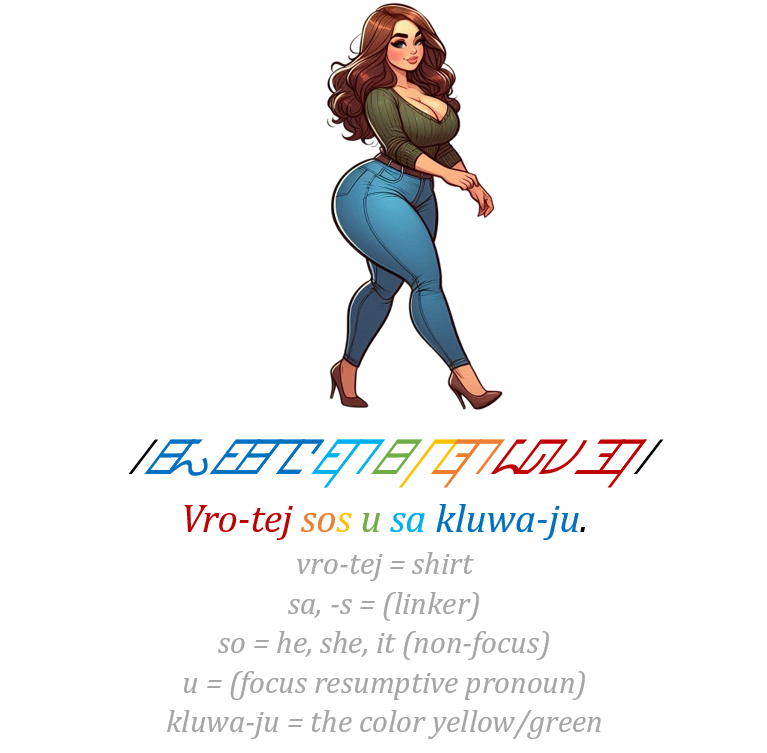 Vro-tej sos u sa kluwa-ju.
vro-tej = shirt
sa, -s = (linker)
so = he, she, it (non-focus)
u = (focus resumptive pronoun)
kluwa-ju = the color yellow/green